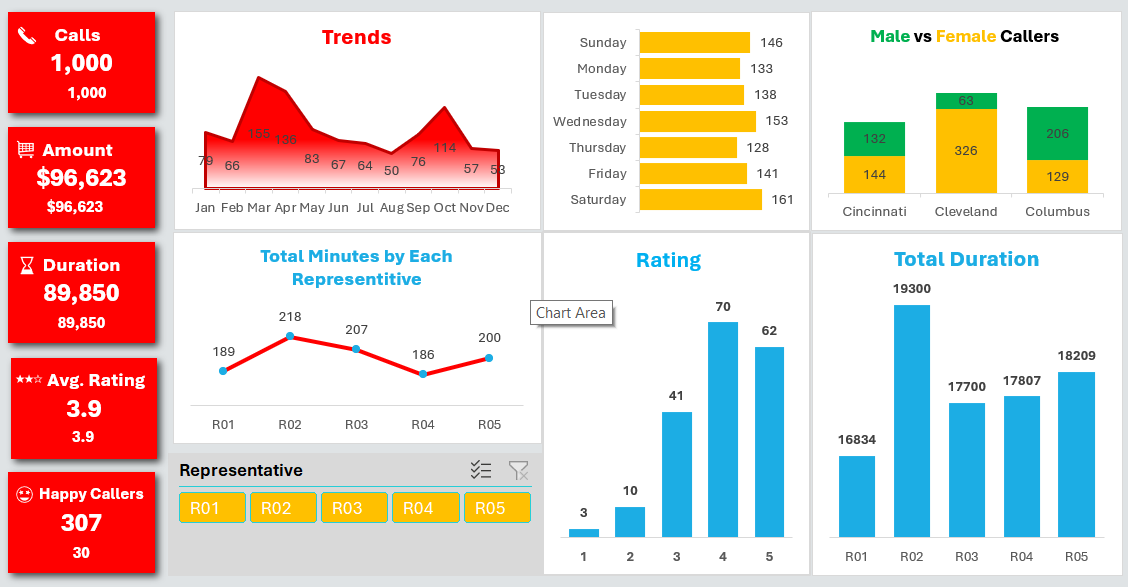 Calls
1,000
1,000
Amount
$96,623
$96,623
Duration
89,850
89,850
Avg. Rating
3.9
3.9
Happy Callers
307
30
Trends
79 66 155 136 83 67 64 50 76 114 57 53
Jan Feb Mar Apr May Jun Jul Aug Sep Oct Nov Dec
Sunday 146
Monday 133
Tuesday 138
Wednesday 153
Thursday 128
Friday 141
Saturday 161
Male vs Female Callers
132 63 206
144 326 129
Cincinnati Cleveland Columbus
Total Minutes by Each
Representitive
189 218 207 186 200
R01 R02 R03 R04 R05
Chart Area
Representative
R01 R02 R03 R04 R05
Rating
3 10 41 70 62
1 2 3 4 5
Total Duration
16834 19300 17700 17807 18209
R01 R02 R03 R04 R05